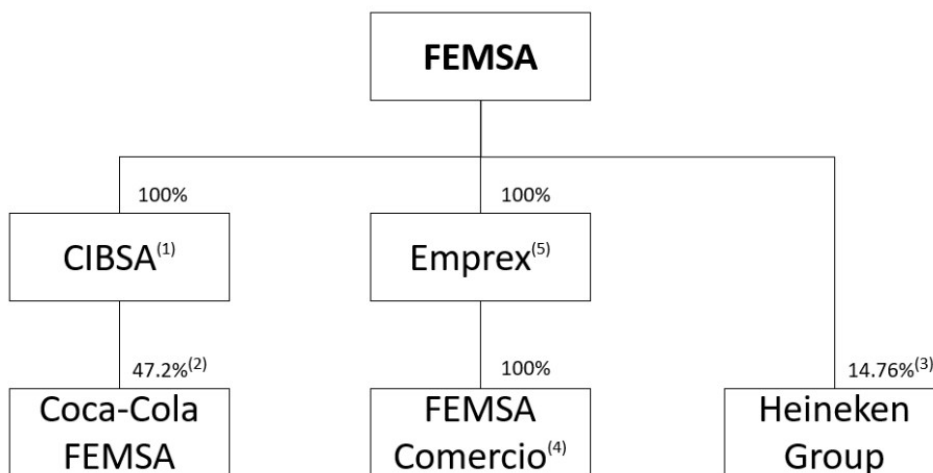 FEMSA
100%
100%
CIBSA(1)
Emprex(5)
47.2%(2)
100%
14.76%(3)
Coca-Cola
FEMSA
FEMSA
Comercio(4)
Heineken
Group